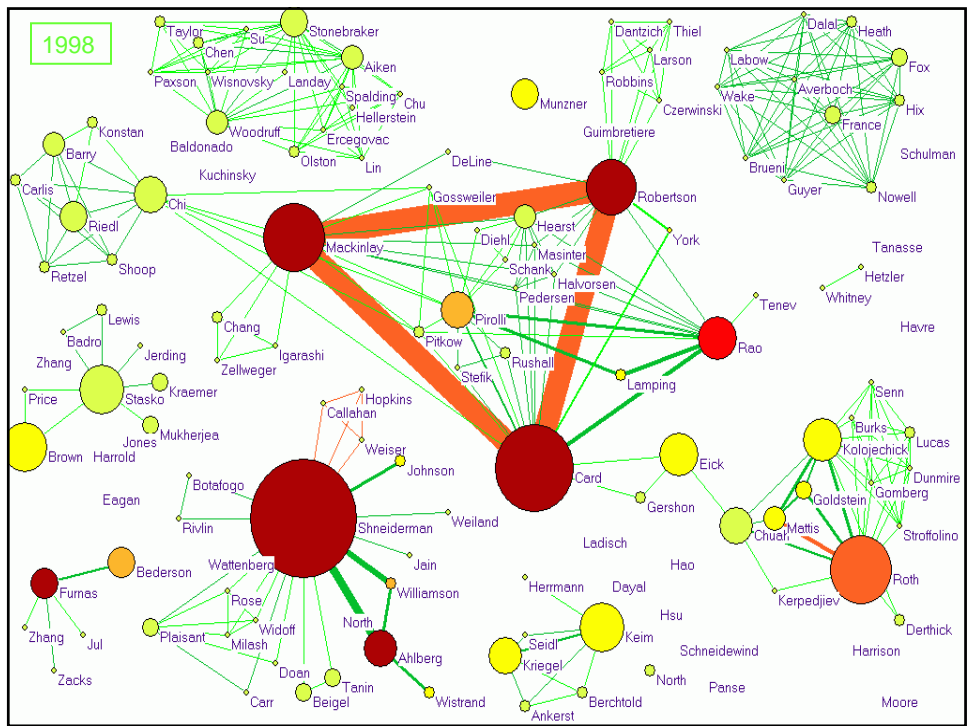 1998
Taylor
Su
Stonebraker
Chen
Aiken
Paxson
Wisnovsky
Landay
Spalding
Chu
Hellerstein
Woodruff
Ercegovac
Baldonado
Olston
Lin
Kuchinsky
Munzner
Dantzich
Thiel
Larson
Robbins
Czerwinski
Guimbretiere
Dalal
Heath
Labow
Fox
Wake
Averboch
Hix
France
Brueni
Guyer
Schulman
Nowell
Konstan
Barry
Carlis
Chi
Riedl
Retzel
Shoop
DeLine
Gossweiler
Robertson
Mackinlay
Hearst
Diehl
Masinter
York
Schank
Halvorsen
Pedersen
Tanasse
Hetzler
Whitney
Tenev
Havre
Pirolli
Pitkow
Rao
Rushall
Stefik
Lamping
Chang
Igarashi
Zellweger
Lewis
Badro
Zhang
Jerding
Price
Stasko
Kraemer
Jones
Mukherjea
Brown
Harrold
Hopkins
Callahan
Weiser
Johnson
Card
Eick
Gershon
Senn
Burks
Kolojechick
Lucas
Dunmire
Gomberg
Goldstein
Mattis
Stroffolino
Chuah
Roth
Kerpedjiev
Derthick
Harrison
Moore
Eagan
Botafogo
Rivlin
Shneiderman
Weiland
Ladisch
Jain
Hao
Wattenberg
Bederson
Furnas
Williamson
Herrmann
Dayal
Rose
Hsu
North
Widoff
Plaisant
Milash
Ahlberg
Seidl
Keim
Zhang
Jul
Kriegel
Schneidewind
Doan
Zacks
Tanin
Carr
Beigel
Wistrand
Berchtold
Ankerst
North
Panse